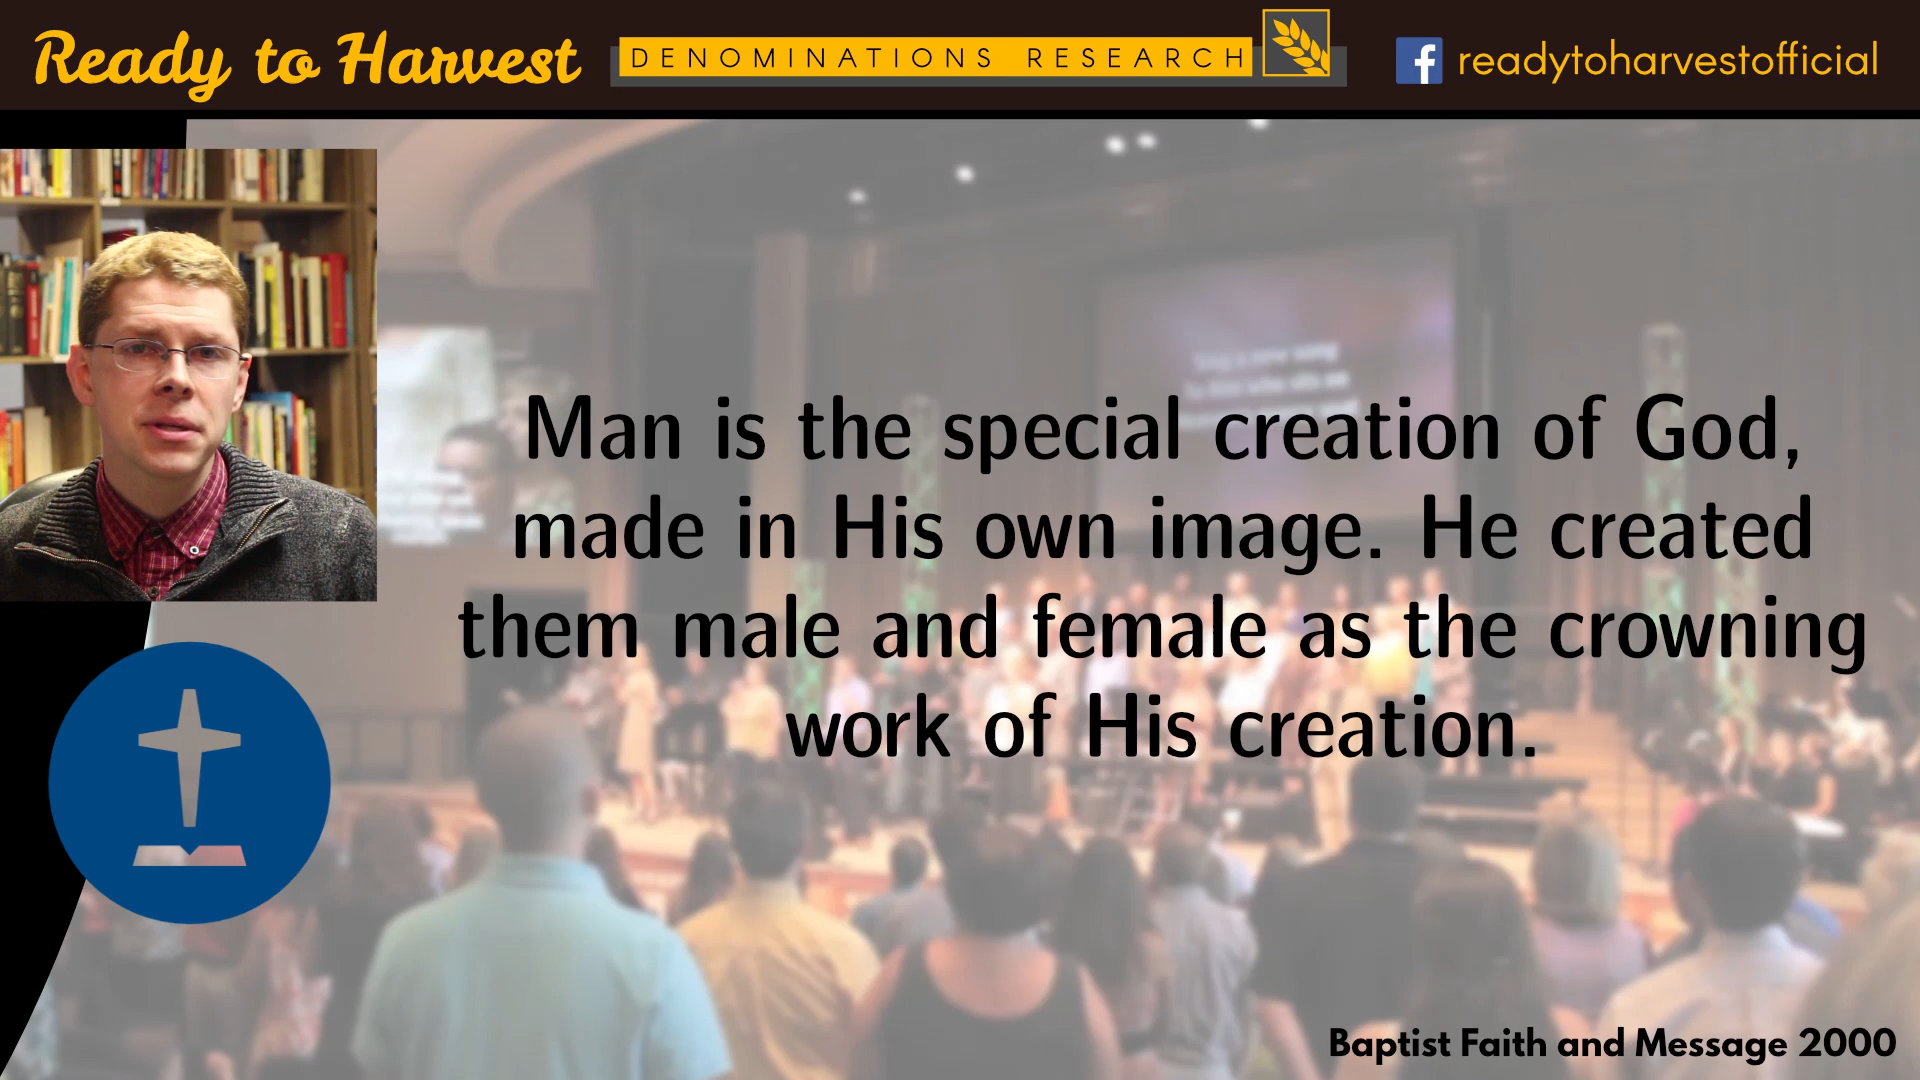 Ready to Harvest
DENOMINATIONS RESEARCH
readytoharvestofficial
Man is the special creation of God,
made in His own image. He created
them male and female as the crowning
work of His creation.
Baptist Faith and Message 2000